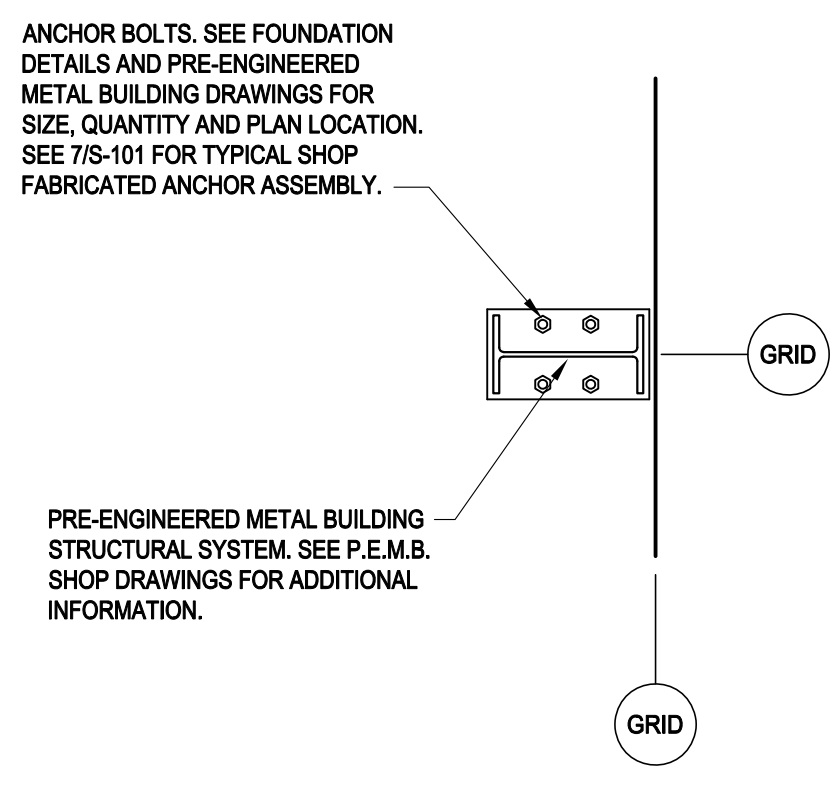 ANCHOR BOLTS. SEE FOUNDATION
DETAILS AND PRE-ENGINEERED
METAL BUILDING DRAWINGS FOR
SIZE, QUANTITY AND PLAN LOCATION.
SEE 7/S-101 FOR TYPICAL SHOP
FABRICATED ANCHOR ASSEMBLY.
GRID
PRE-ENGINEERED METAL BUILDING
STRUCTURAL SYSTEM. SEE P.E.M.B.
SHOP DRAWINGS FOR ADDITIONAL
INFORMATION.
GRID